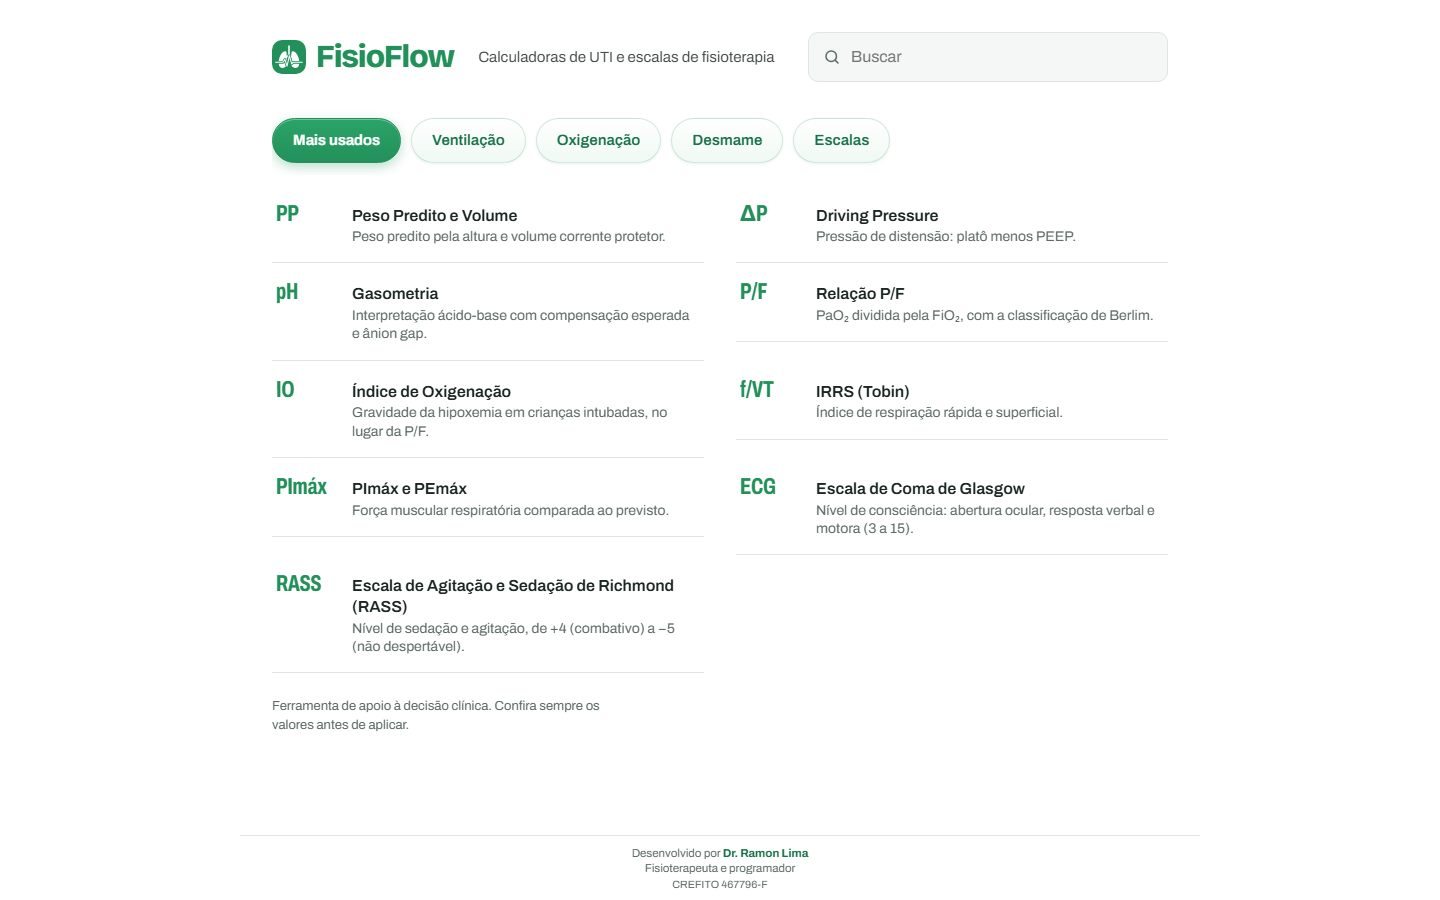 FisioFlow
Calculadoras de UTI e escalas de fisioterapia
Buscar
Mais usados
Ventilação
Oxigenação
Desmame
Escalas
PP
Peso Predito e Volume
Peso predito pela altura e volume corrente protetor.
ΔP
Driving Pressure
Pressão de distensão: platô menos PEEP.
pH
Gasometria
Interpretação ácido-base com compensação esperada
e ânion gap.
P/F
Relação P/F
PaO₂ dividida pela FiO₂, com a classificação de Berlim.
IO
Índice de Oxigenação
Gravidade da hipoxemia em crianças intubadas, no
lugar da P/F.
f/VT
IRRS (Tobin)
Índice de respiração rápida e superficial.
PImáx
PImáx e PEmáx
Força muscular respiratória comparada ao previsto.
ECG
Escala de Coma de Glasgow
Nível de consciência: abertura ocular, resposta verbal e
motora (3 a 15).
RASS
Escala de Agitação e Sedação de Richmond
(RASS)
Nível de sedação e agitação, de +4 (combativo) a −5
(não despertável).
Ferramenta de apoio à decisão clínica. Confira sempre os
valores antes de aplicar.
Desenvolvido por Dr. Ramon Lima
Fisioterapeuta e programador
CREFITO 467796-F